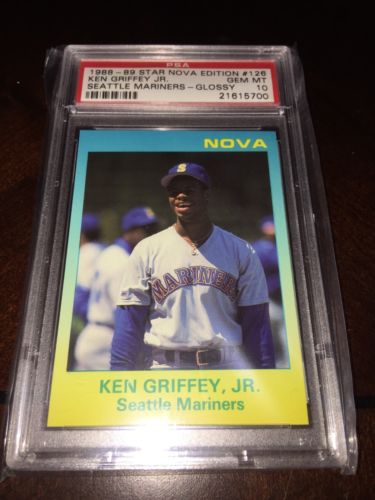 PSA
1988-89 STAR NOVA EDITION #126
KEN GRIFFEY JR. GEM MT
SEATTLE MARINERS-GLOSSY 10
21615700
NOVA
S
MARINERS
KEN GRIFFEY, JR.
Seattle Mariners